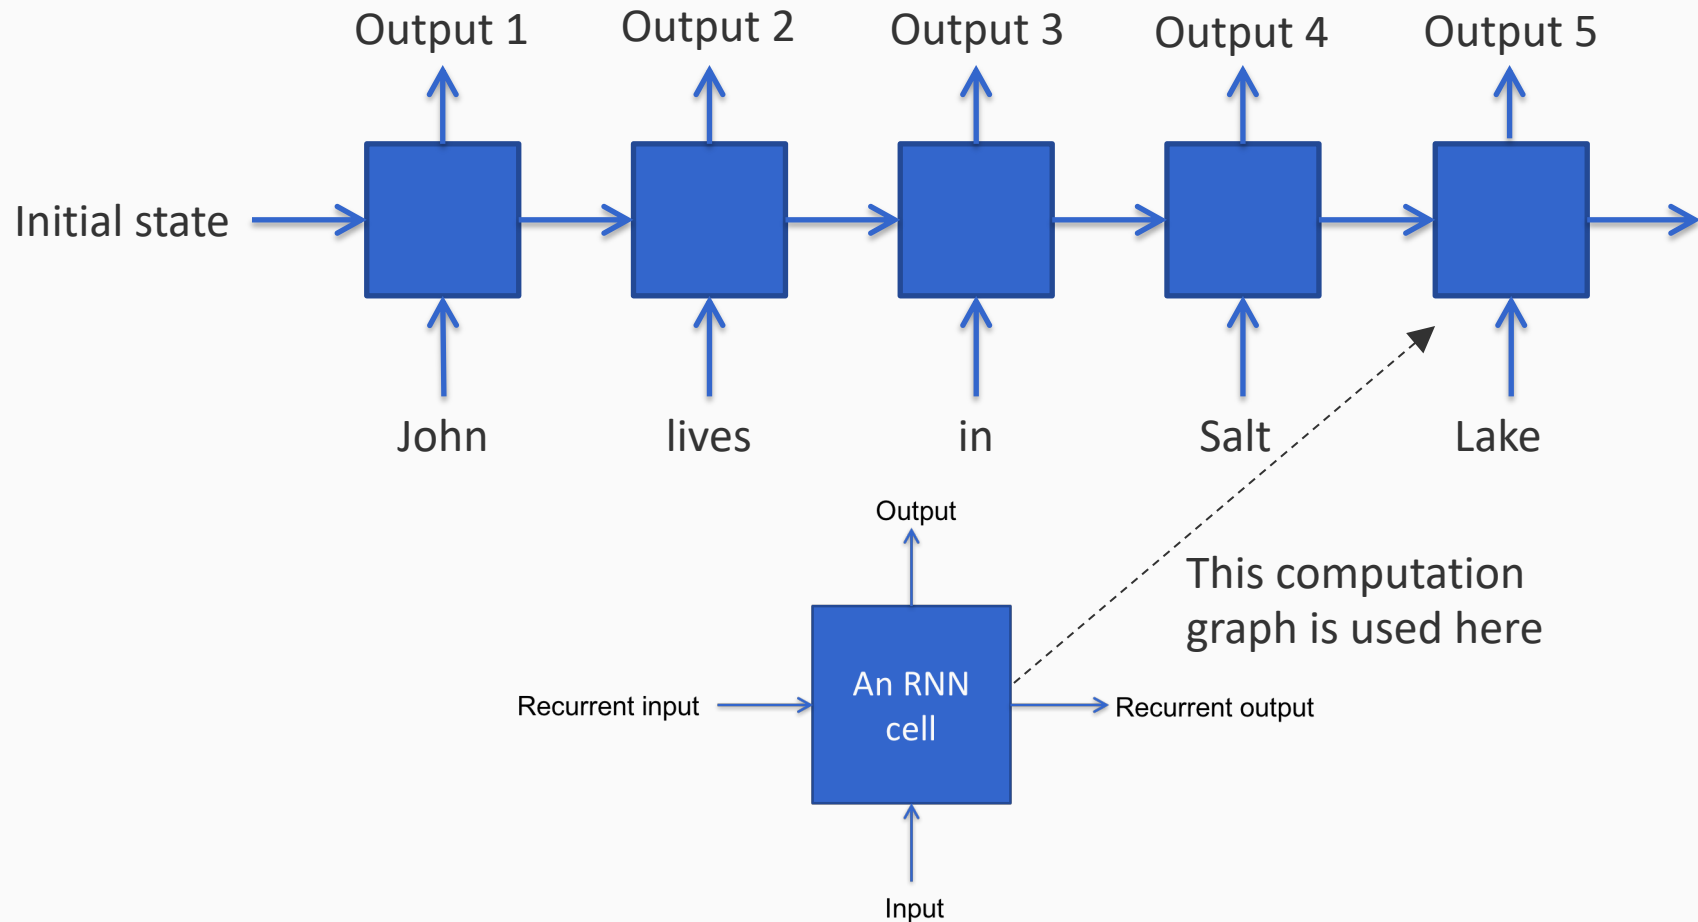 Output 1
Output 2
Output 3
Output 4
Output 5
Initial state
John
lives
in
Salt
Lake
Output
This computation
graph is used here
An RNN
cell
Recurrent input
Recurrent output
Input